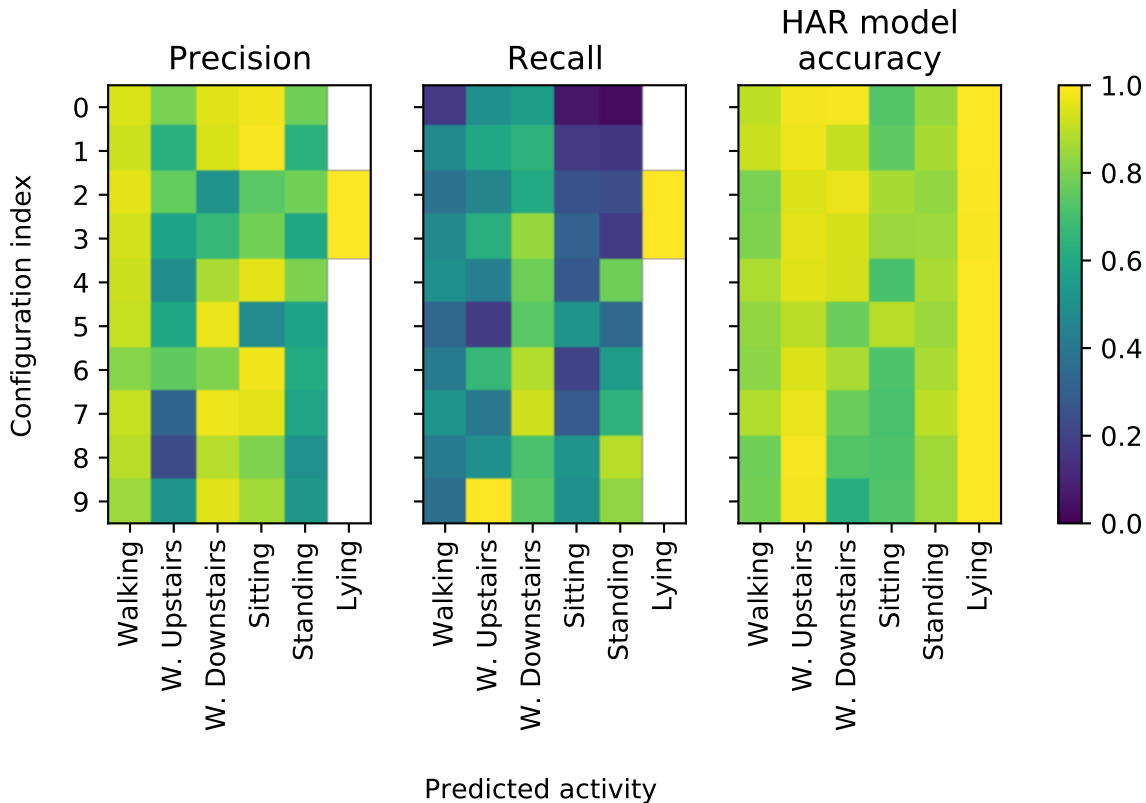 Precision
Recall
HAR model
accuracy
Configuration index
0
1
2
3
4
5
6
7
8
9
Walking
W. Upstairs
W. Downstairs
Sitting
Standing
Lying
Walking
W. Upstairs
W. Downstairs
Sitting
Standing
Lying
Walking
W. Upstairs
W. Downstairs
Sitting
Standing
Lying
1.0
0.8
0.6
0.4
0.2
0.0
Predicted activity